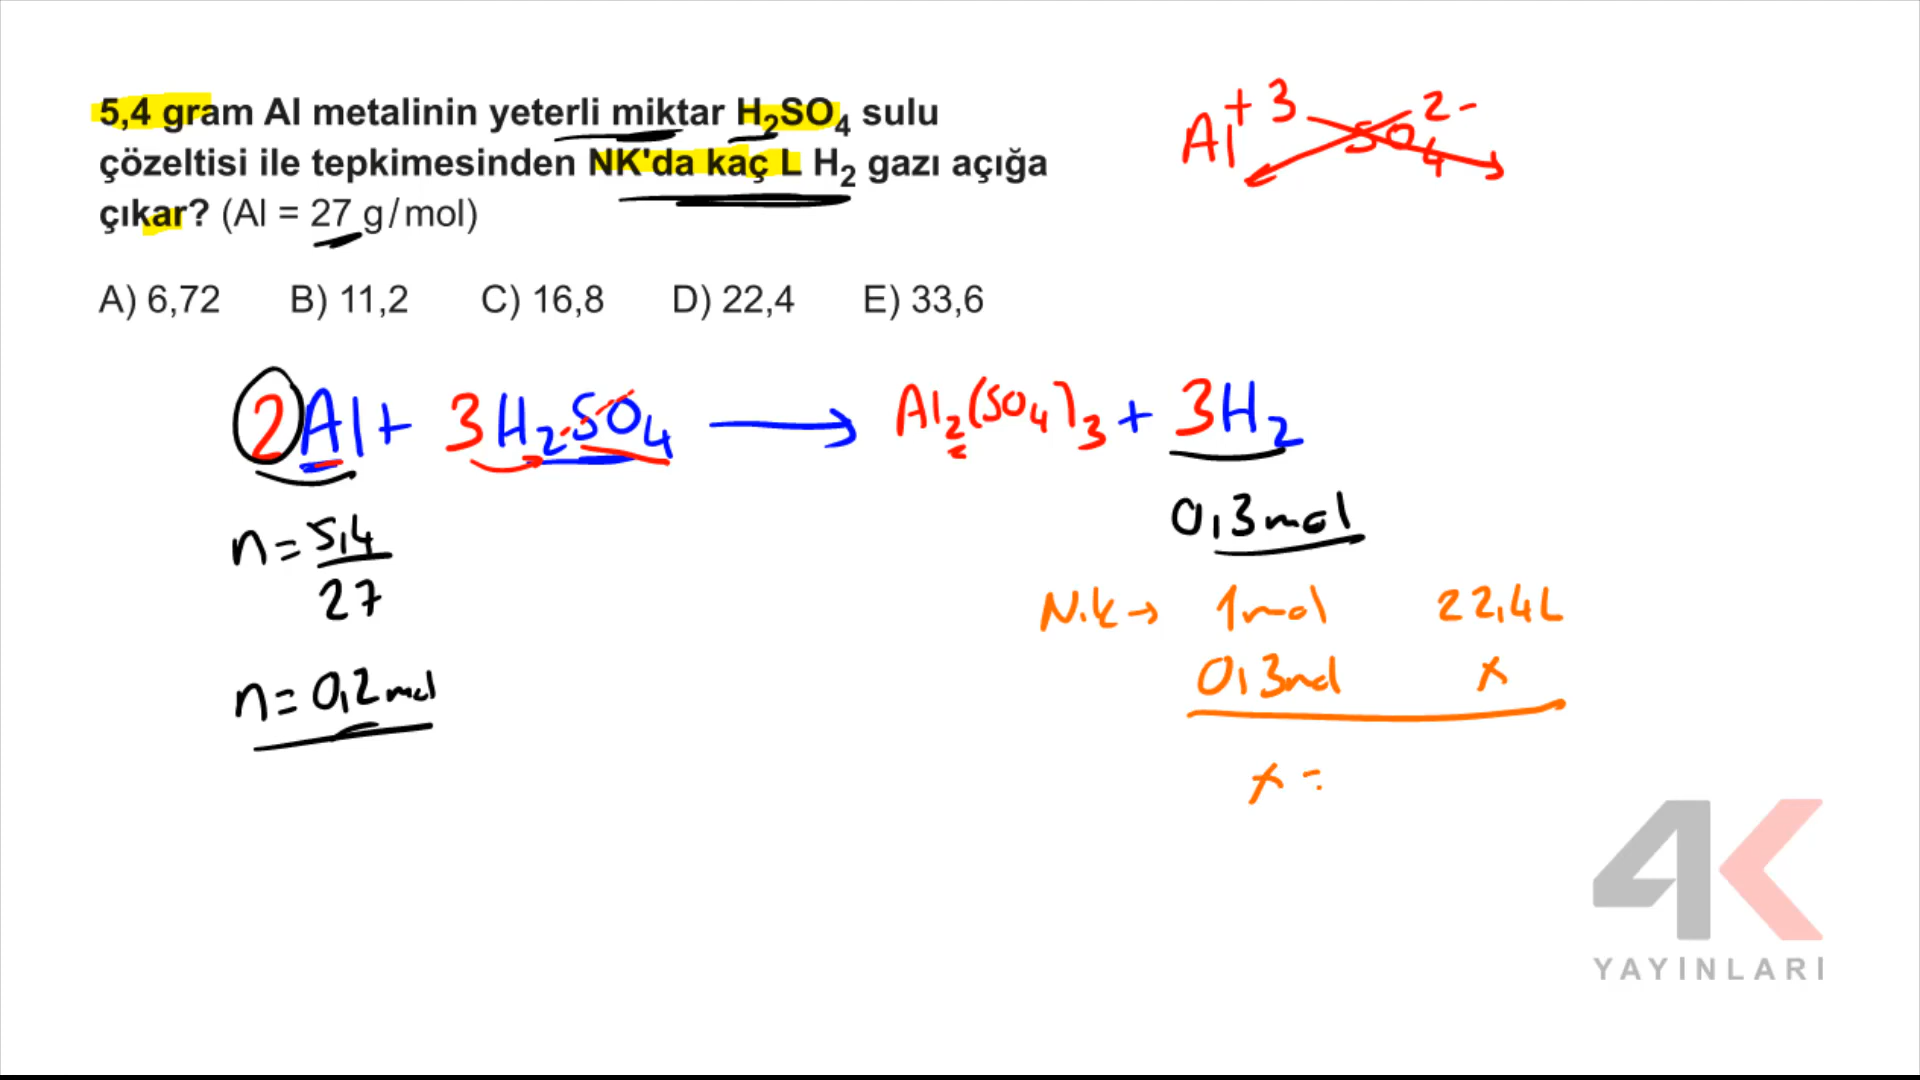 5,4 gram Al metalinin yeterli miktar H₂SO₄ sulu
çözeltisi ile tepkimesinden NK'da kaç L H₂ gazı açığa
çıkar? (Al = 27 g/mol)
A) 6,72 B) 11,2 C) 16,8 D) 22,4 E) 33,6
Al⁺³ SO₄²⁻
2Al + 3H₂SO₄ → Al₂(SO₄)₃ + 3H₂
n = 5,4 / 27
n = 0,2 mol
0,3 mol
N.K → 1 mol 22,4 L
0,3 mol x
x =
4K
YAYINLARI